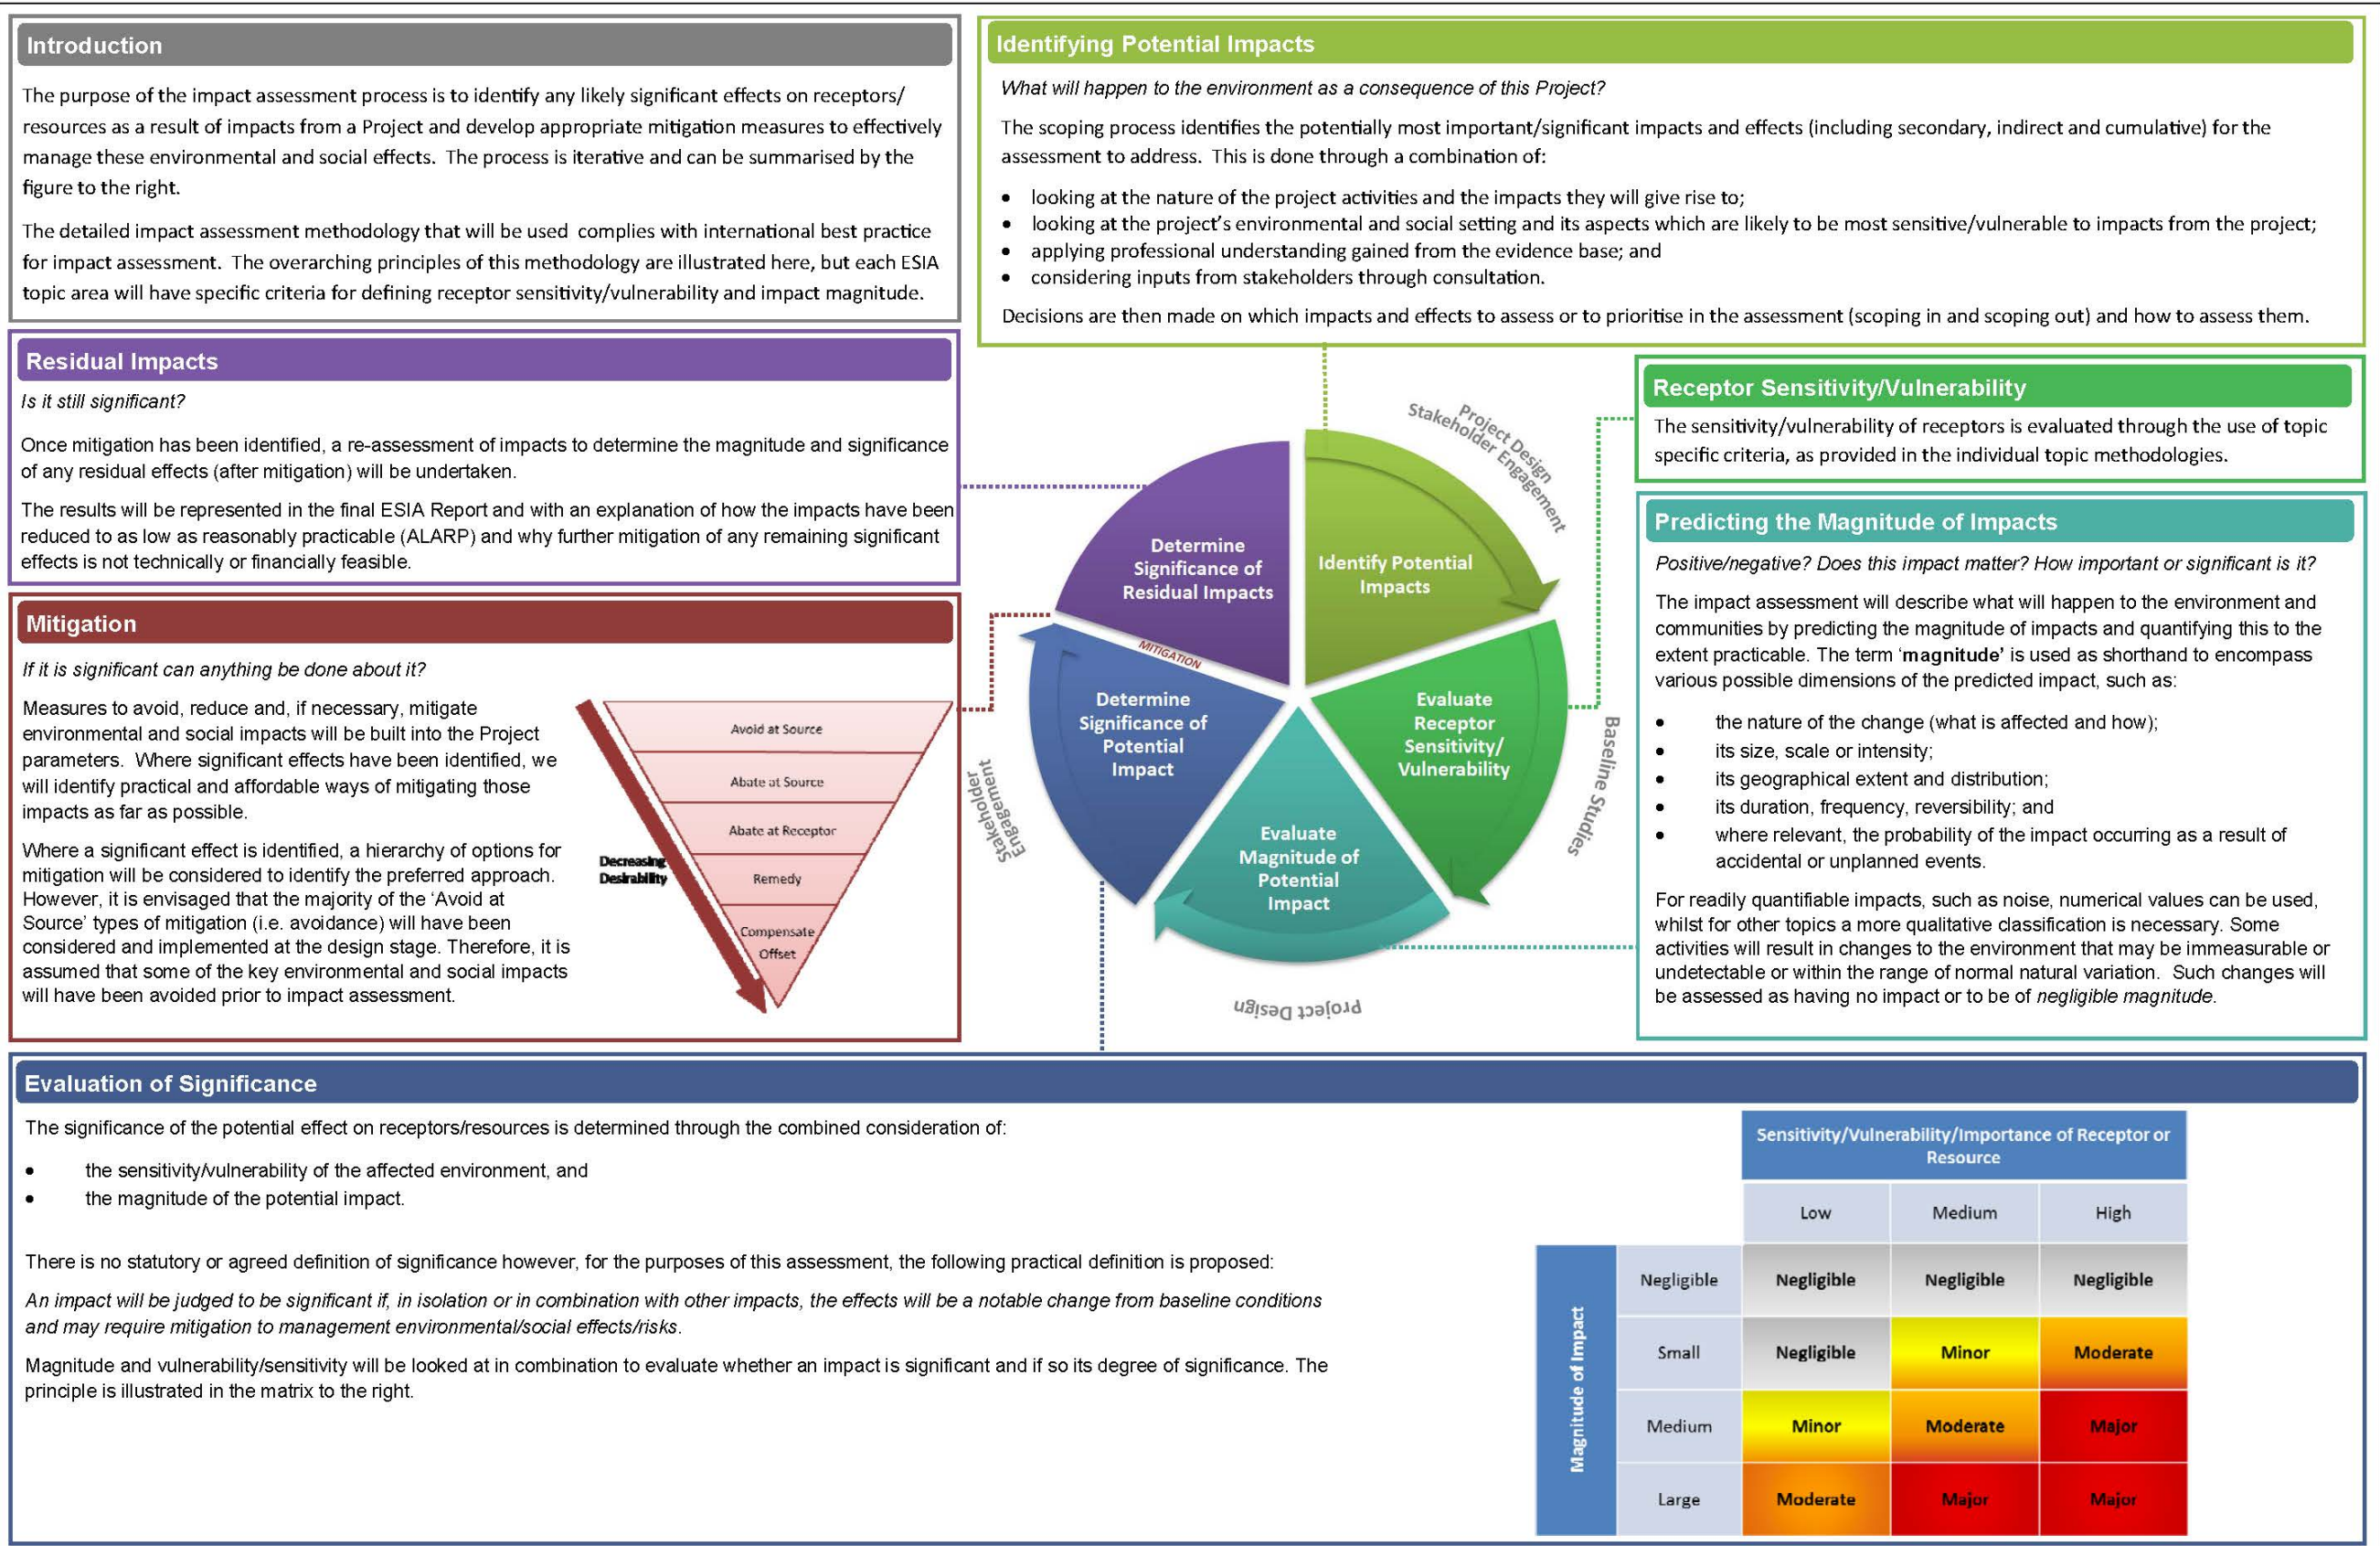 Introduction
The purpose of the impact assessment process is to identify any likely significant effects on receptors/
resources as a result of impacts from a Project and develop appropriate mitigation measures to effectively
manage these environmental and social effects.  The process is iterative and can be summarised by the
figure to the right.
The detailed impact assessment methodology that will be used  complies with international best practice
for impact assessment.  The overarching principles of this methodology are illustrated here, but each ESIA
topic area will have specific criteria for defining receptor sensitivity/vulnerability and impact magnitude.
Identifying Potential Impacts
What will happen to the environment as a consequence of this Project?
The scoping process identifies the potentially most important/significant impacts and effects (including secondary, indirect and cumulative) for the
assessment to address.  This is done through a combination of:
• looking at the nature of the project activities and the impacts they will give rise to;
• looking at the project's environmental and social setting and its aspects which are likely to be most sensitive/vulnerable to impacts from the project;
• applying professional understanding gained from the evidence base; and
• considering inputs from stakeholders through consultation.
Decisions are then made on which impacts and effects to assess or to prioritise in the assessment (scoping in and scoping out) and how to assess them.
Residual Impacts
Is it still significant?
Once mitigation has been identified, a re-assessment of impacts to determine the magnitude and significance
of any residual effects (after mitigation) will be undertaken.
The results will be represented in the final ESIA Report and with an explanation of how the impacts have been
reduced to as low as reasonably practicable (ALARP) and why further mitigation of any remaining significant
effects is not technically or financially feasible.
Mitigation
If it is significant can anything be done about it?
Measures to avoid, reduce and, if necessary, mitigate
environmental and social impacts will be built into the Project
parameters.  Where significant effects have been identified, we
will identify practical and affordable ways of mitigating those
impacts as far as possible.
Where a significant effect is identified, a hierarchy of options for
mitigation will be considered to identify the preferred approach.
However, it is envisaged that the majority of the 'Avoid at
Source' types of mitigation (i.e. avoidance) will have been
considered and implemented at the design stage. Therefore, it is
assumed that some of the key environmental and social impacts
will have been avoided prior to impact assessment.
Decreasing
Desirability
Avoid at Source
Abate at Source
Abate at Receptor
Remedy
Compensate
Offset
Project Design
Stakeholder Engagement
Identify Potential
Impacts
Evaluate
Receptor
Sensitivity/
Vulnerability
Baseline Studies
Evaluate
Magnitude of
Potential
Impact
Project Design
Determine
Significance of
Potential
Impact
Stakeholder
Engagement
MITIGATION
Determine
Significance of
Residual Impacts
Receptor Sensitivity/Vulnerability
The sensitivity/vulnerability of receptors is evaluated through the use of topic
specific criteria, as provided in the individual topic methodologies.
Predicting the Magnitude of Impacts
Positive/negative? Does this impact matter? How important or significant is it?
The impact assessment will describe what will happen to the environment and
communities by predicting the magnitude of impacts and quantifying this to the
extent practicable. The term 'magnitude' is used as shorthand to encompass
various possible dimensions of the predicted impact, such as:
• the nature of the change (what is affected and how);
• its size, scale or intensity;
• its geographical extent and distribution;
• its duration, frequency, reversibility; and
• where relevant, the probability of the impact occurring as a result of
accidental or unplanned events.
For readily quantifiable impacts, such as noise, numerical values can be used,
whilst for other topics a more qualitative classification is necessary. Some
activities will result in changes to the environment that may be immeasurable or
undetectable or within the range of normal natural variation.  Such changes will
be assessed as having no impact or to be of negligible magnitude.
Evaluation of Significance
The significance of the potential effect on receptors/resources is determined through the combined consideration of:
• the sensitivity/vulnerability of the affected environment, and
• the magnitude of the potential impact.
There is no statutory or agreed definition of significance however, for the purposes of this assessment, the following practical definition is proposed:
An impact will be judged to be significant if, in isolation or in combination with other impacts, the effects will be a notable change from baseline conditions
and may require mitigation to management environmental/social effects/risks.
Magnitude and vulnerability/sensitivity will be looked at in combination to evaluate whether an impact is significant and if so its degree of significance. The
principle is illustrated in the matrix to the right.
Sensitivity/Vulnerability/Importance of Receptor or
Resource
Low Medium High
Magnitude of Impact
Negligible Negligible Negligible Negligible
Small Negligible Minor Moderate
Medium Minor Moderate Major
Large Moderate Major Major